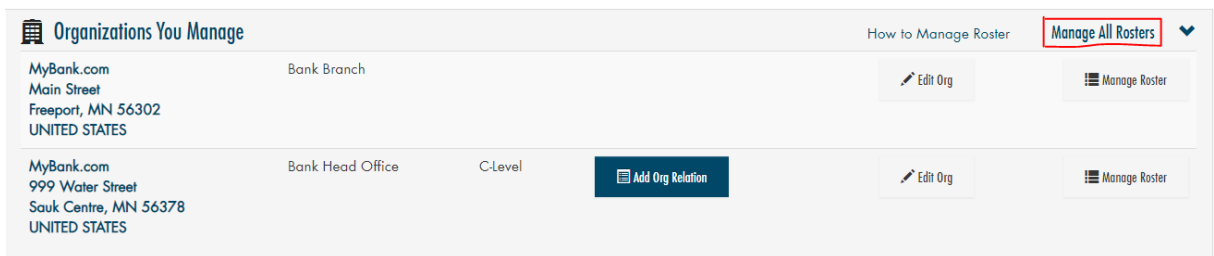 Organizations You Manage How to Manage Roster Manage All Rosters
MyBank.com Bank Branch Edit Org Manage Roster
Main Street
Freeport, MN 56302
UNITED STATES
MyBank.com Bank Head Office C-Level Add Org Relation Edit Org Manage Roster
999 Water Street
Sauk Centre, MN 56378
UNITED STATES